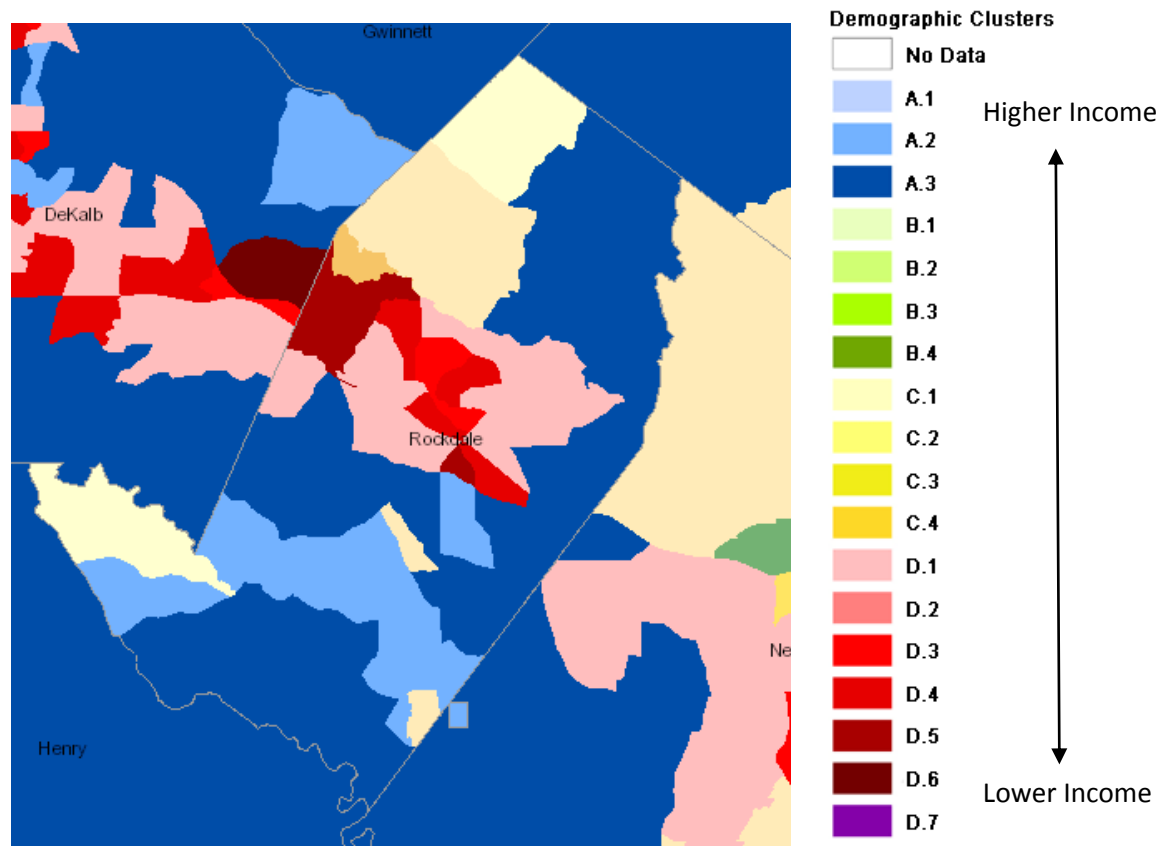 Gwinnett
DeKalb
Rockdale
Ne
Henry
Demographic Clusters
No Data
A.1
A.2
A.3
B.1
B.2
B.3
B.4
C.1
C.2
C.3
C.4
D.1
D.2
D.3
D.4
D.5
D.6
D.7
Higher Income
Lower Income